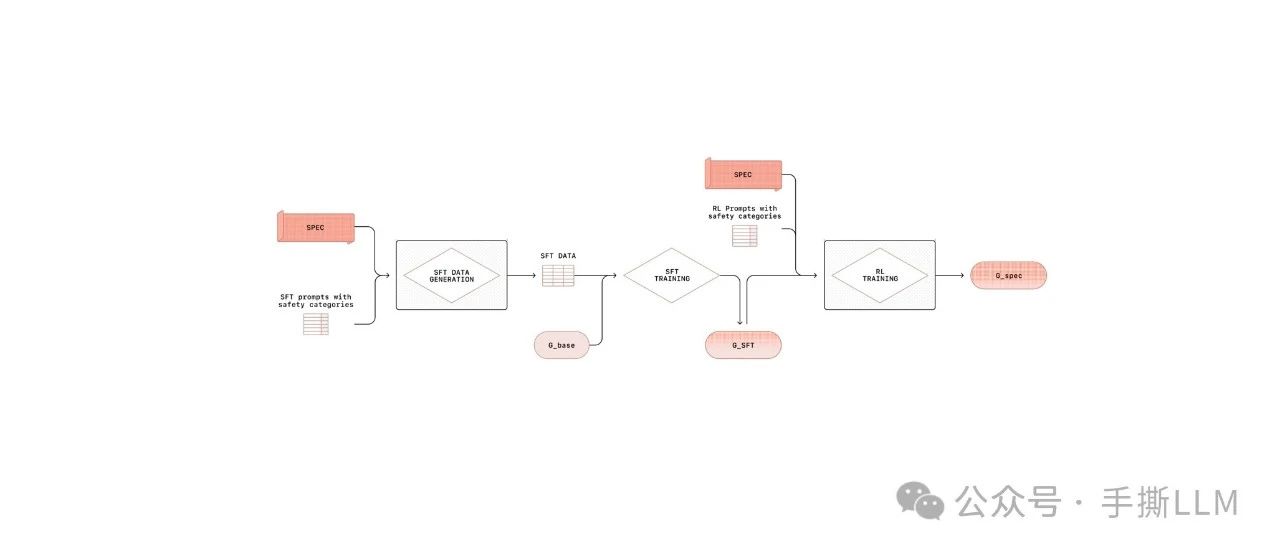 SPEC
SFT prompts with
safety categories
SFT DATA
GENERATION
SFT DATA
G_base
SFT
TRAINING
SPEC
RL Prompts with
safety categories
G_SFT
RL
TRAINING
G_spec
公众号 · 手撕LLM